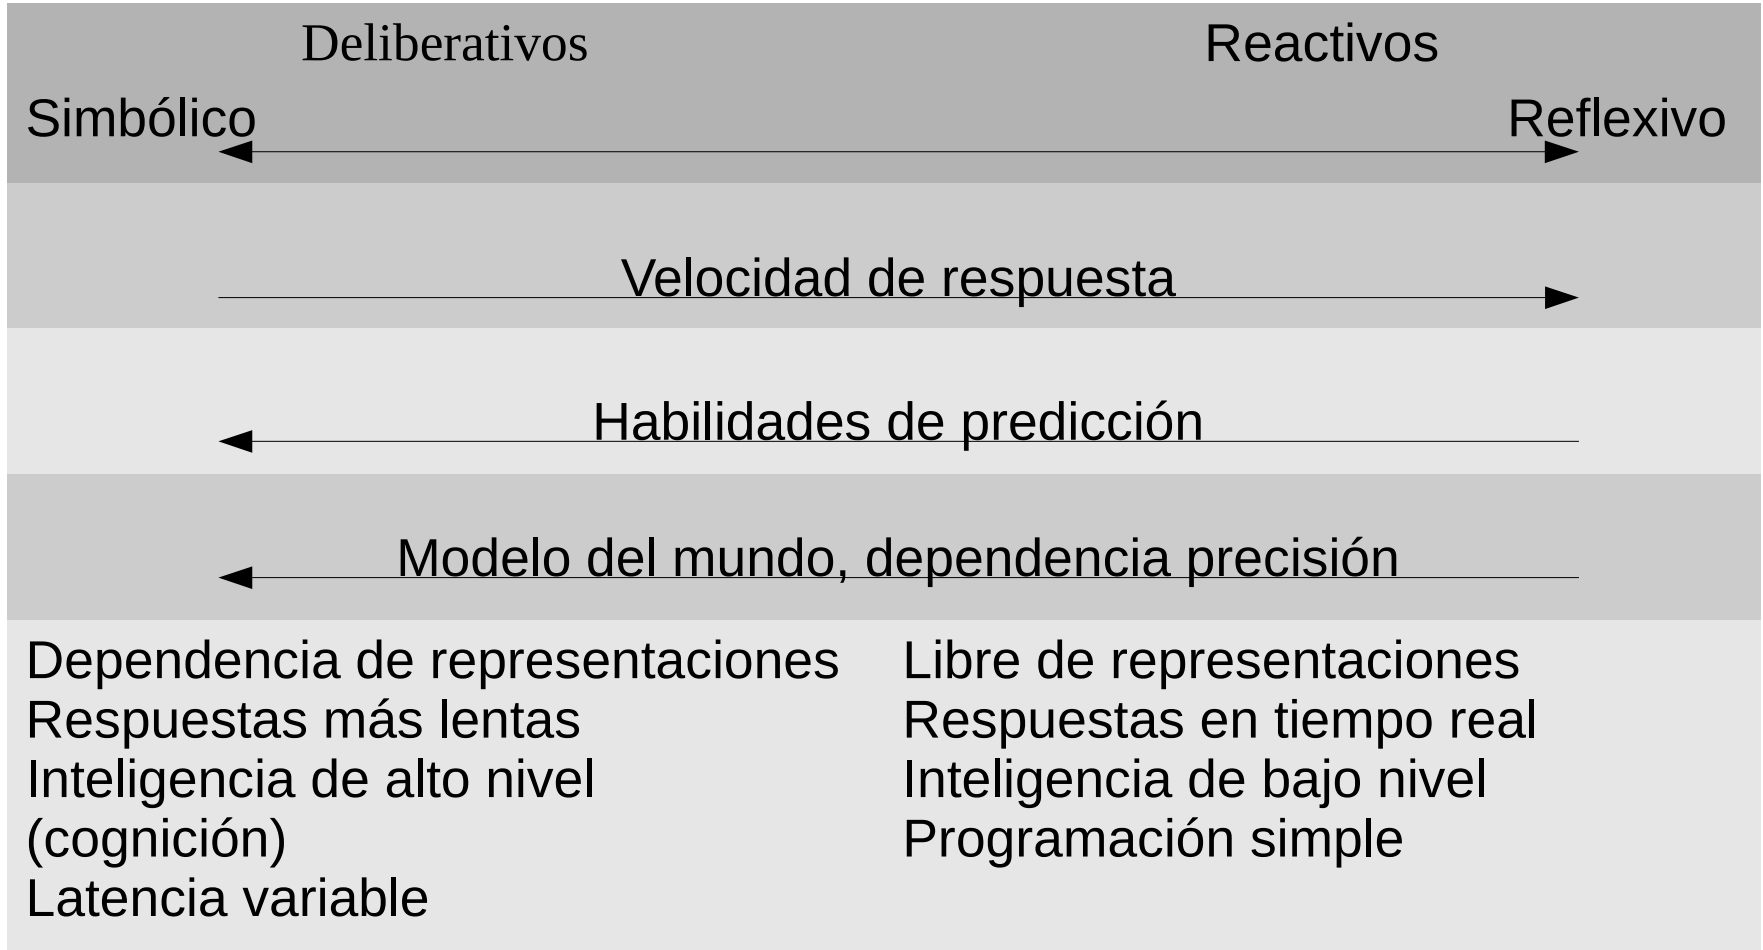 Deliberativos Reactivos
Simbólico Reflexivo
Velocidad de respuesta
Habilidades de predicción
Modelo del mundo, dependencia precisión
Dependencia de representaciones
Respuestas más lentas
Inteligencia de alto nivel
(cognición)
Latencia variable
Libre de representaciones
Respuestas en tiempo real
Inteligencia de bajo nivel
Programación simple